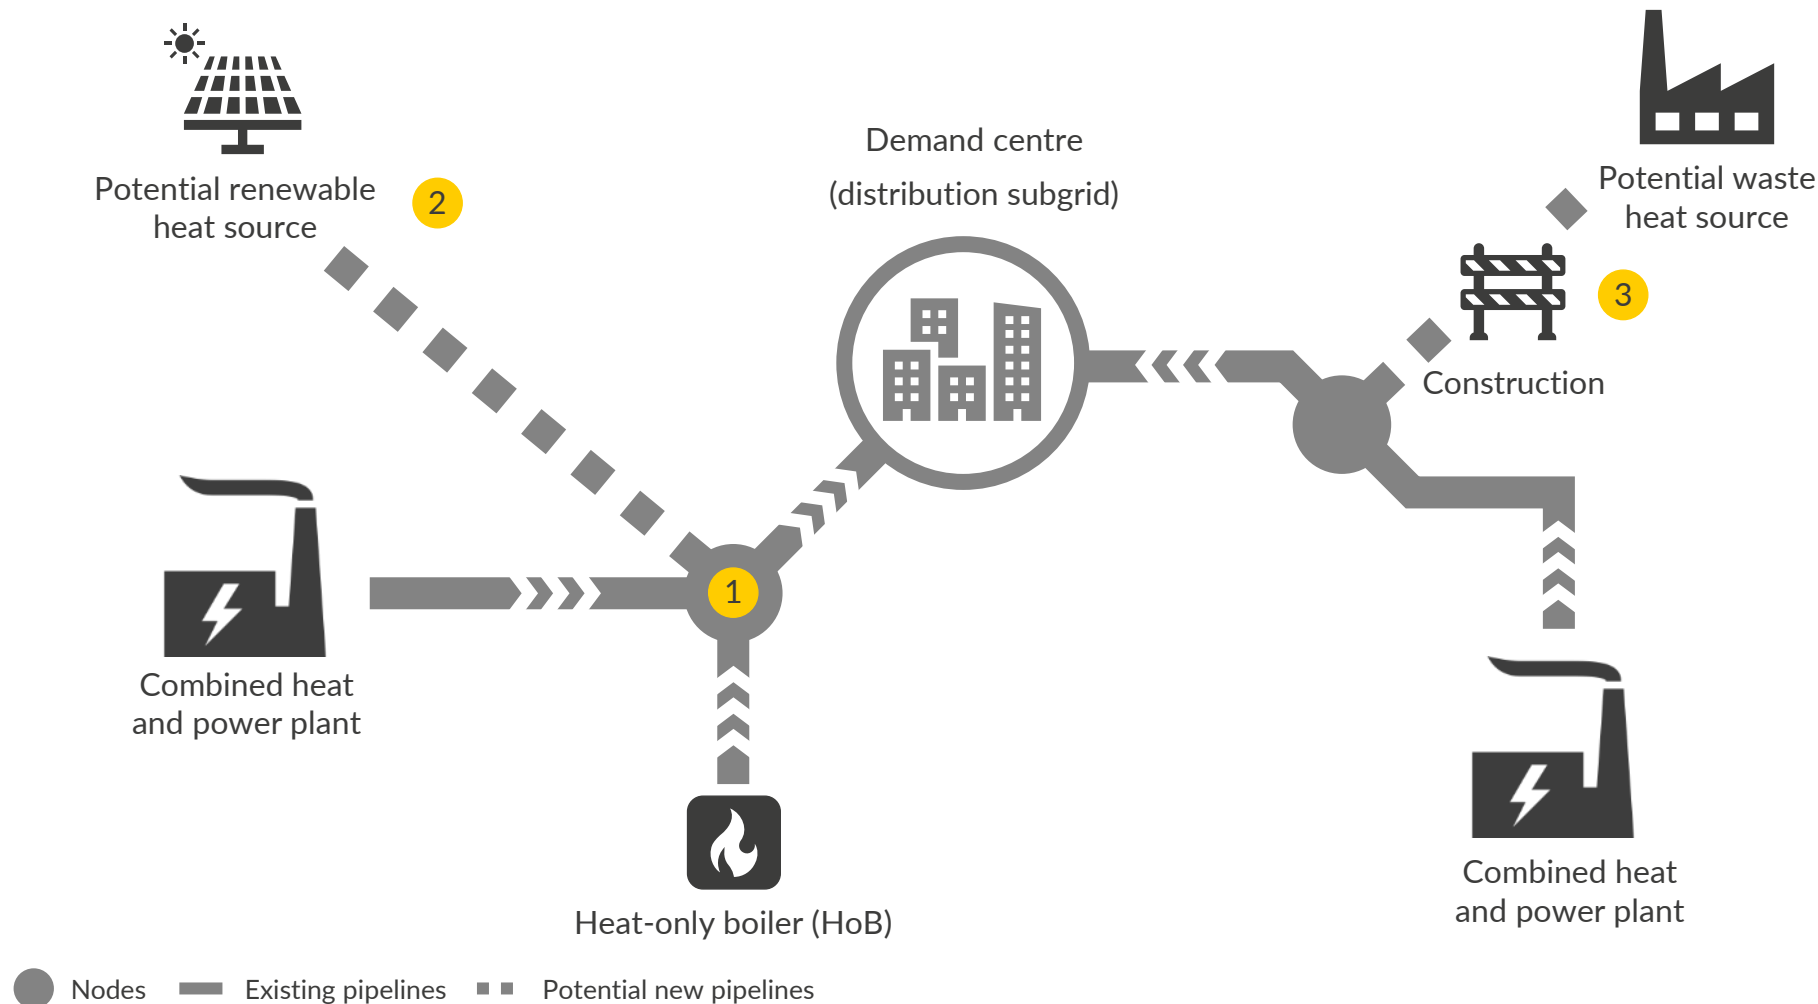 Demand centre
(distribution subgrid)
Potential renewable
heat source
2
Potential waste
heat source
3
Construction
1
Combined heat
and power plant
Heat-only boiler (HoB)
Combined heat
and power plant
Nodes
Existing pipelines
Potential new pipelines